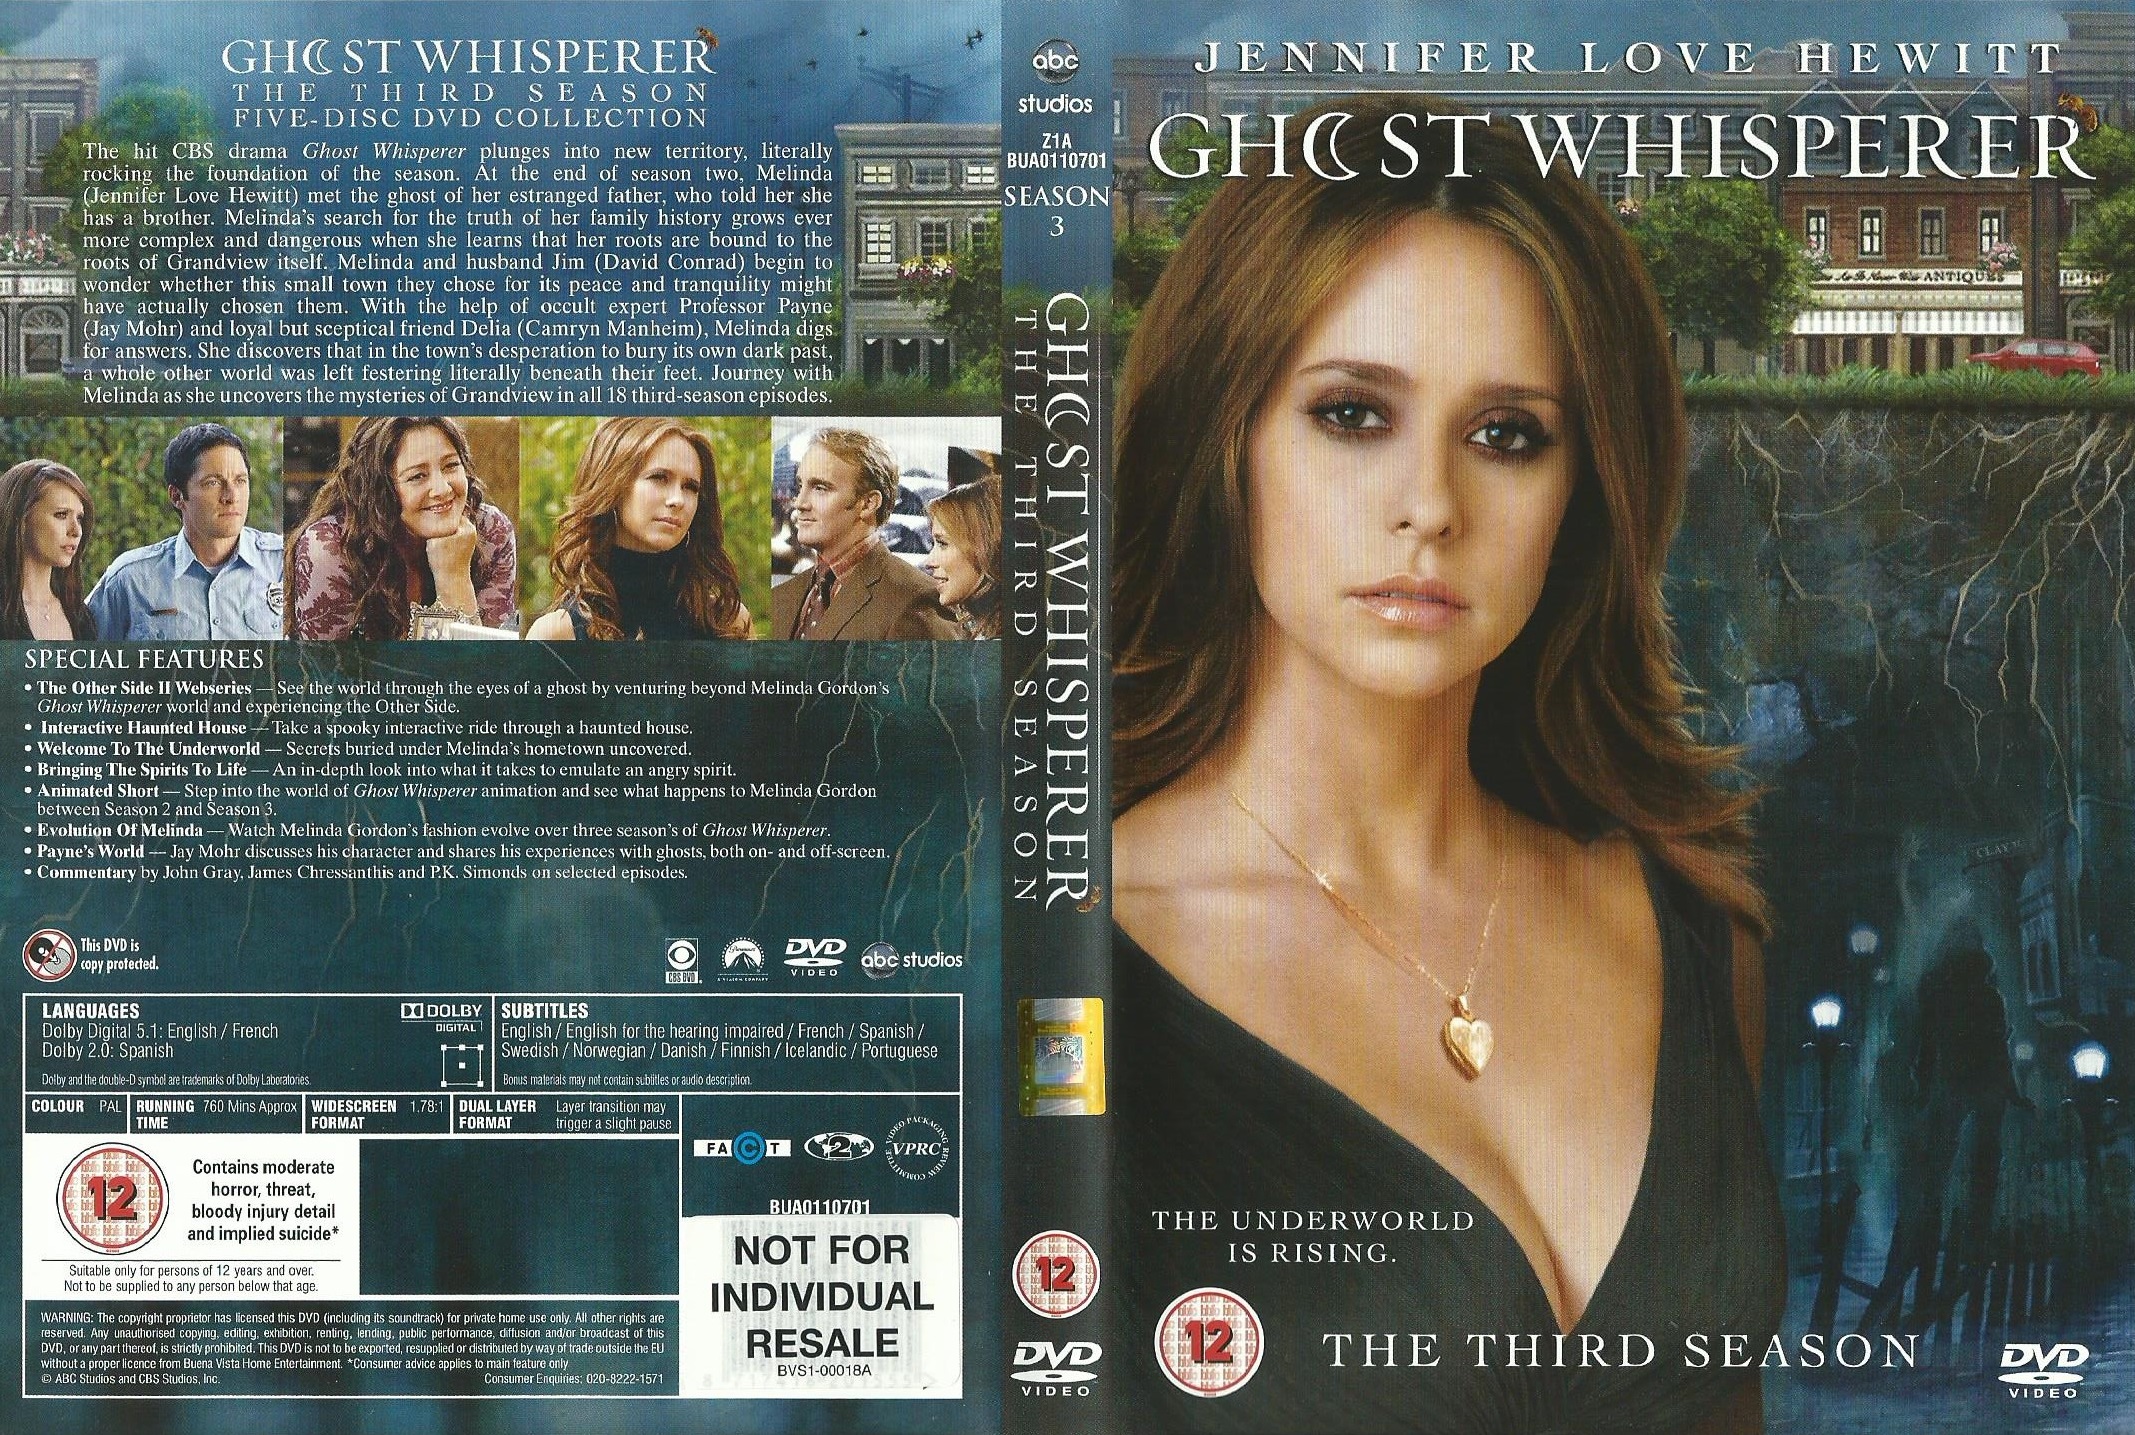 GHOST WHISPERER
THE THIRD SEASON
FIVE-DISC DVD COLLECTION
The hit CBS drama Ghost Whisperer plunges into new territory, literally
rocking the foundation of the season. At the end of season two, Melinda
(Jennifer Love Hewitt) met the ghost of her estranged father, who told her she
has a brother. Melinda's search for the truth of her family history grows ever
more complex and dangerous when she learns that her roots are bound to the
roots of Grandview itself. Melinda and husband Jim (David Conrad) begin to
wonder whether this small town they chose for its peace and tranquility might
have actually chosen them. With the help of occult expert Professor Payne
(Jay Mohr) and loyal but sceptical friend Delia (Camryn Manheim), Melinda digs
for answers. She discovers that in the town's desperation to bury its own dark past,
a whole other world was left festering literally beneath their feet. Journey with
Melinda as she uncovers the mysteries of Grandview in all 18 third-season episodes.
SPECIAL FEATURES
• The Other Side II Webseries — See the world through the eyes of a ghost by venturing beyond Melinda Gordon's
Ghost Whisperer world and experiencing the Other Side.
• Interactive Haunted House — Take a spooky interactive ride through a haunted house.
• Welcome To The Underworld — Secrets buried under Melinda's hometown uncovered.
• Bringing The Spirits To Life — An in-depth look into what it takes to emulate an angry spirit.
• Animated Short — Step into the world of Ghost Whisperer animation and see what happens to Melinda Gordon
between Season 2 and Season 3.
• Evolution Of Melinda — Watch Melinda Gordon's fashion evolve over three season's of Ghost Whisperer.
• Payne's World — Jay Mohr discusses his character and shares his experiences with ghosts, both on- and off-screen.
• Commentary by John Gray, James Chressanthis and P.K. Simonds on selected episodes.
This DVD is
copy protected.
CBS DVD
Paramount
A VIACOM COMPANY
DVD
VIDEO
abc studios
LANGUAGES
Dolby Digital 5.1: English / French
Dolby 2.0: Spanish
DOLBY
DIGITAL
Dolby and the double-D symbol are trademarks of Dolby Laboratories.
SUBTITLES
English / English for the hearing impaired / French / Spanish /
Swedish / Norwegian / Danish / Finnish / Icelandic / Portuguese
Bonus materials may not contain subtitles or audio description.
COLOUR PAL
RUNNING TIME 760 Mins Approx
WIDESCREEN FORMAT 1.78:1
DUAL LAYER FORMAT Layer transition may
trigger a slight pause
12
Contains moderate
horror, threat,
bloody injury detail
and implied suicide*
Suitable only for persons of 12 years and over.
Not to be supplied to any person below that age.
FACT
2
VIDEO PACKAGING REVIEW COMMITTEE
VPRC
BUA0110701
NOT FOR
INDIVIDUAL
RESALE
BVS1-00018A
WARNING: The copyright proprietor has licensed this DVD (including its soundtrack) for private home use only. All other rights are
reserved. Any unauthorised copying, editing, exhibition, renting, lending, public performance, diffusion and/or broadcast of this
DVD, or any part thereof, is strictly prohibited. This DVD is not to be exported, resupplied or distributed by way of trade outside the EU
without a proper licence from Buena Vista Home Entertainment. *Consumer advice applies to main feature only
© ABC Studios and CBS Studios, Inc.
Consumer Enquiries: 020-8222-1571
abc
studios
Z1A
BUA0110701
SEASON
3
GHOST WHISPERER
THE THIRD SEASON
12
DVD
VIDEO
JENNIFER LOVE HEWITT
GHOST WHISPERER
ANTIQUES
THE UNDERWORLD
IS RISING.
12
THE THIRD SEASON
DVD
VIDEO